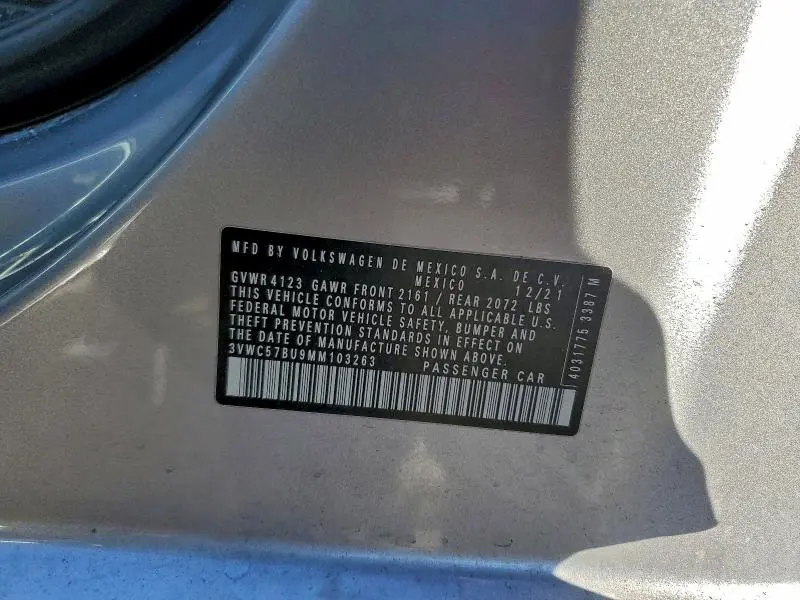 MFD BY VOLKSWAGEN DE MEXICO S.A. DE C.V.
MEXICO 12/21
GVWR 4123 GAWR FRONT 2161 / REAR 2072 LBS
THIS VEHICLE CONFORMS TO ALL APPLICABLE U.S.
FEDERAL MOTOR VEHICLE SAFETY, BUMPER AND
THEFT PREVENTION STANDARDS IN EFFECT ON
THE DATE OF MANUFACTURE SHOWN ABOVE.
3VWC57BU9MM103263 PASSENGER CAR
4031775 3387 M